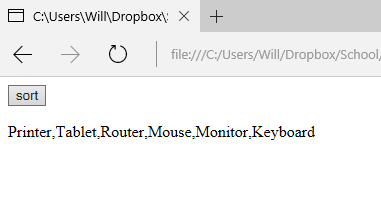 C:\Users\Will\Dropbox\S
file:///C:/Users/Will/Dropbox/School/
sort
Printer,Tablet,Router,Mouse,Monitor,Keyboard